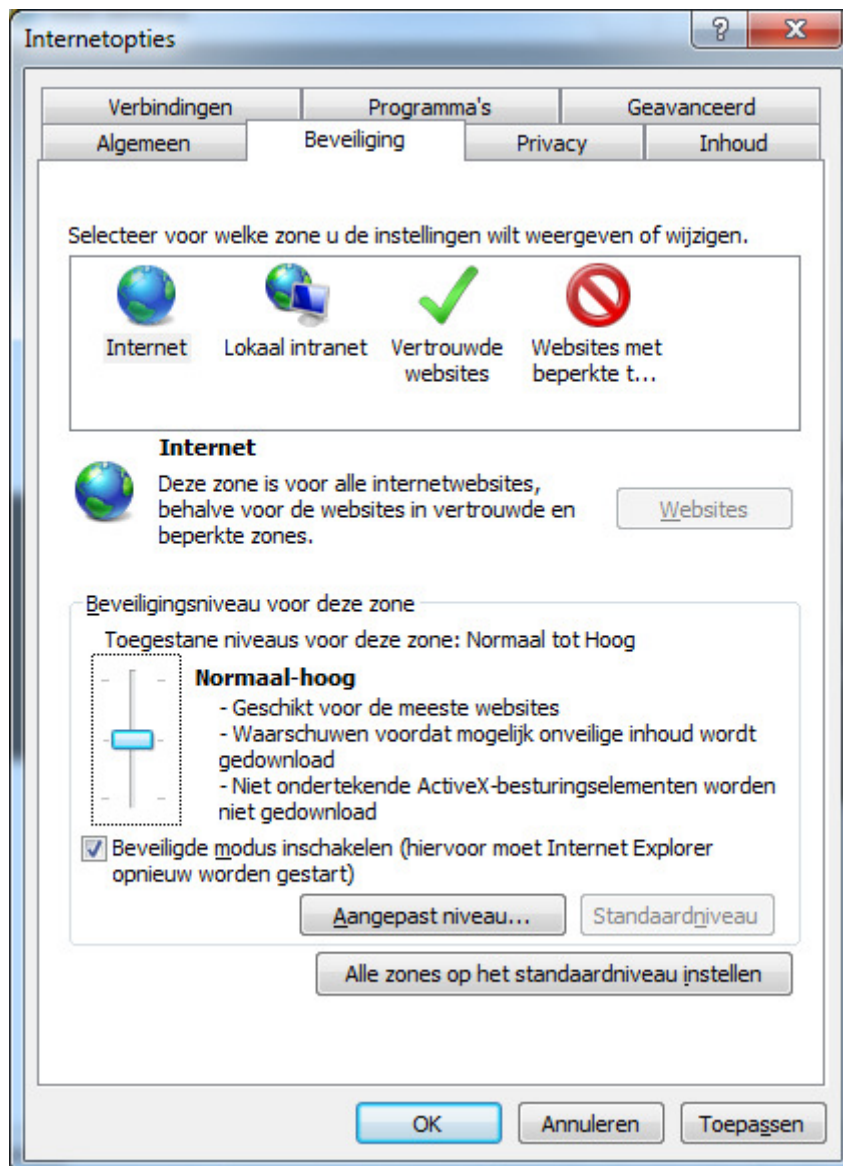 Internetopties
Verbindingen Programma's Geavanceerd
Algemeen Beveiliging Privacy Inhoud
Selecteer voor welke zone u de instellingen wilt weergeven of wijzigen.
Internet Lokaal intranet Vertrouwde websites Websites met beperkte t...
Internet
Deze zone is voor alle internetwebsites,
behalve voor de websites in vertrouwde en
beperkte zones.
Websites
Beveiligingsniveau voor deze zone
Toegestane niveaus voor deze zone: Normaal tot Hoog
Normaal-hoog
- Geschikt voor de meeste websites
- Waarschuwen voordat mogelijk onveilige inhoud wordt
gedownload
- Niet ondertekende ActiveX-besturingselementen worden
niet gedownload
Beveiligde modus inschakelen (hiervoor moet Internet Explorer
opnieuw worden gestart)
Aangepast niveau... Standaardniveau
Alle zones op het standaardniveau instellen
OK Annuleren Toepassen